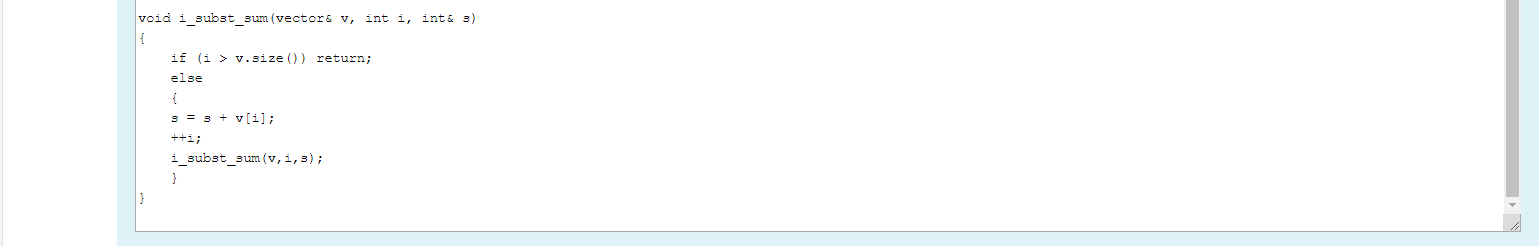 void i_subst_sum(vector& v, int i, int& s)
{
    if (i > v.size()) return;
    else
    {
    s = s + v[i];
    ++i;
    i_subst_sum(v,i,s);
    }
}